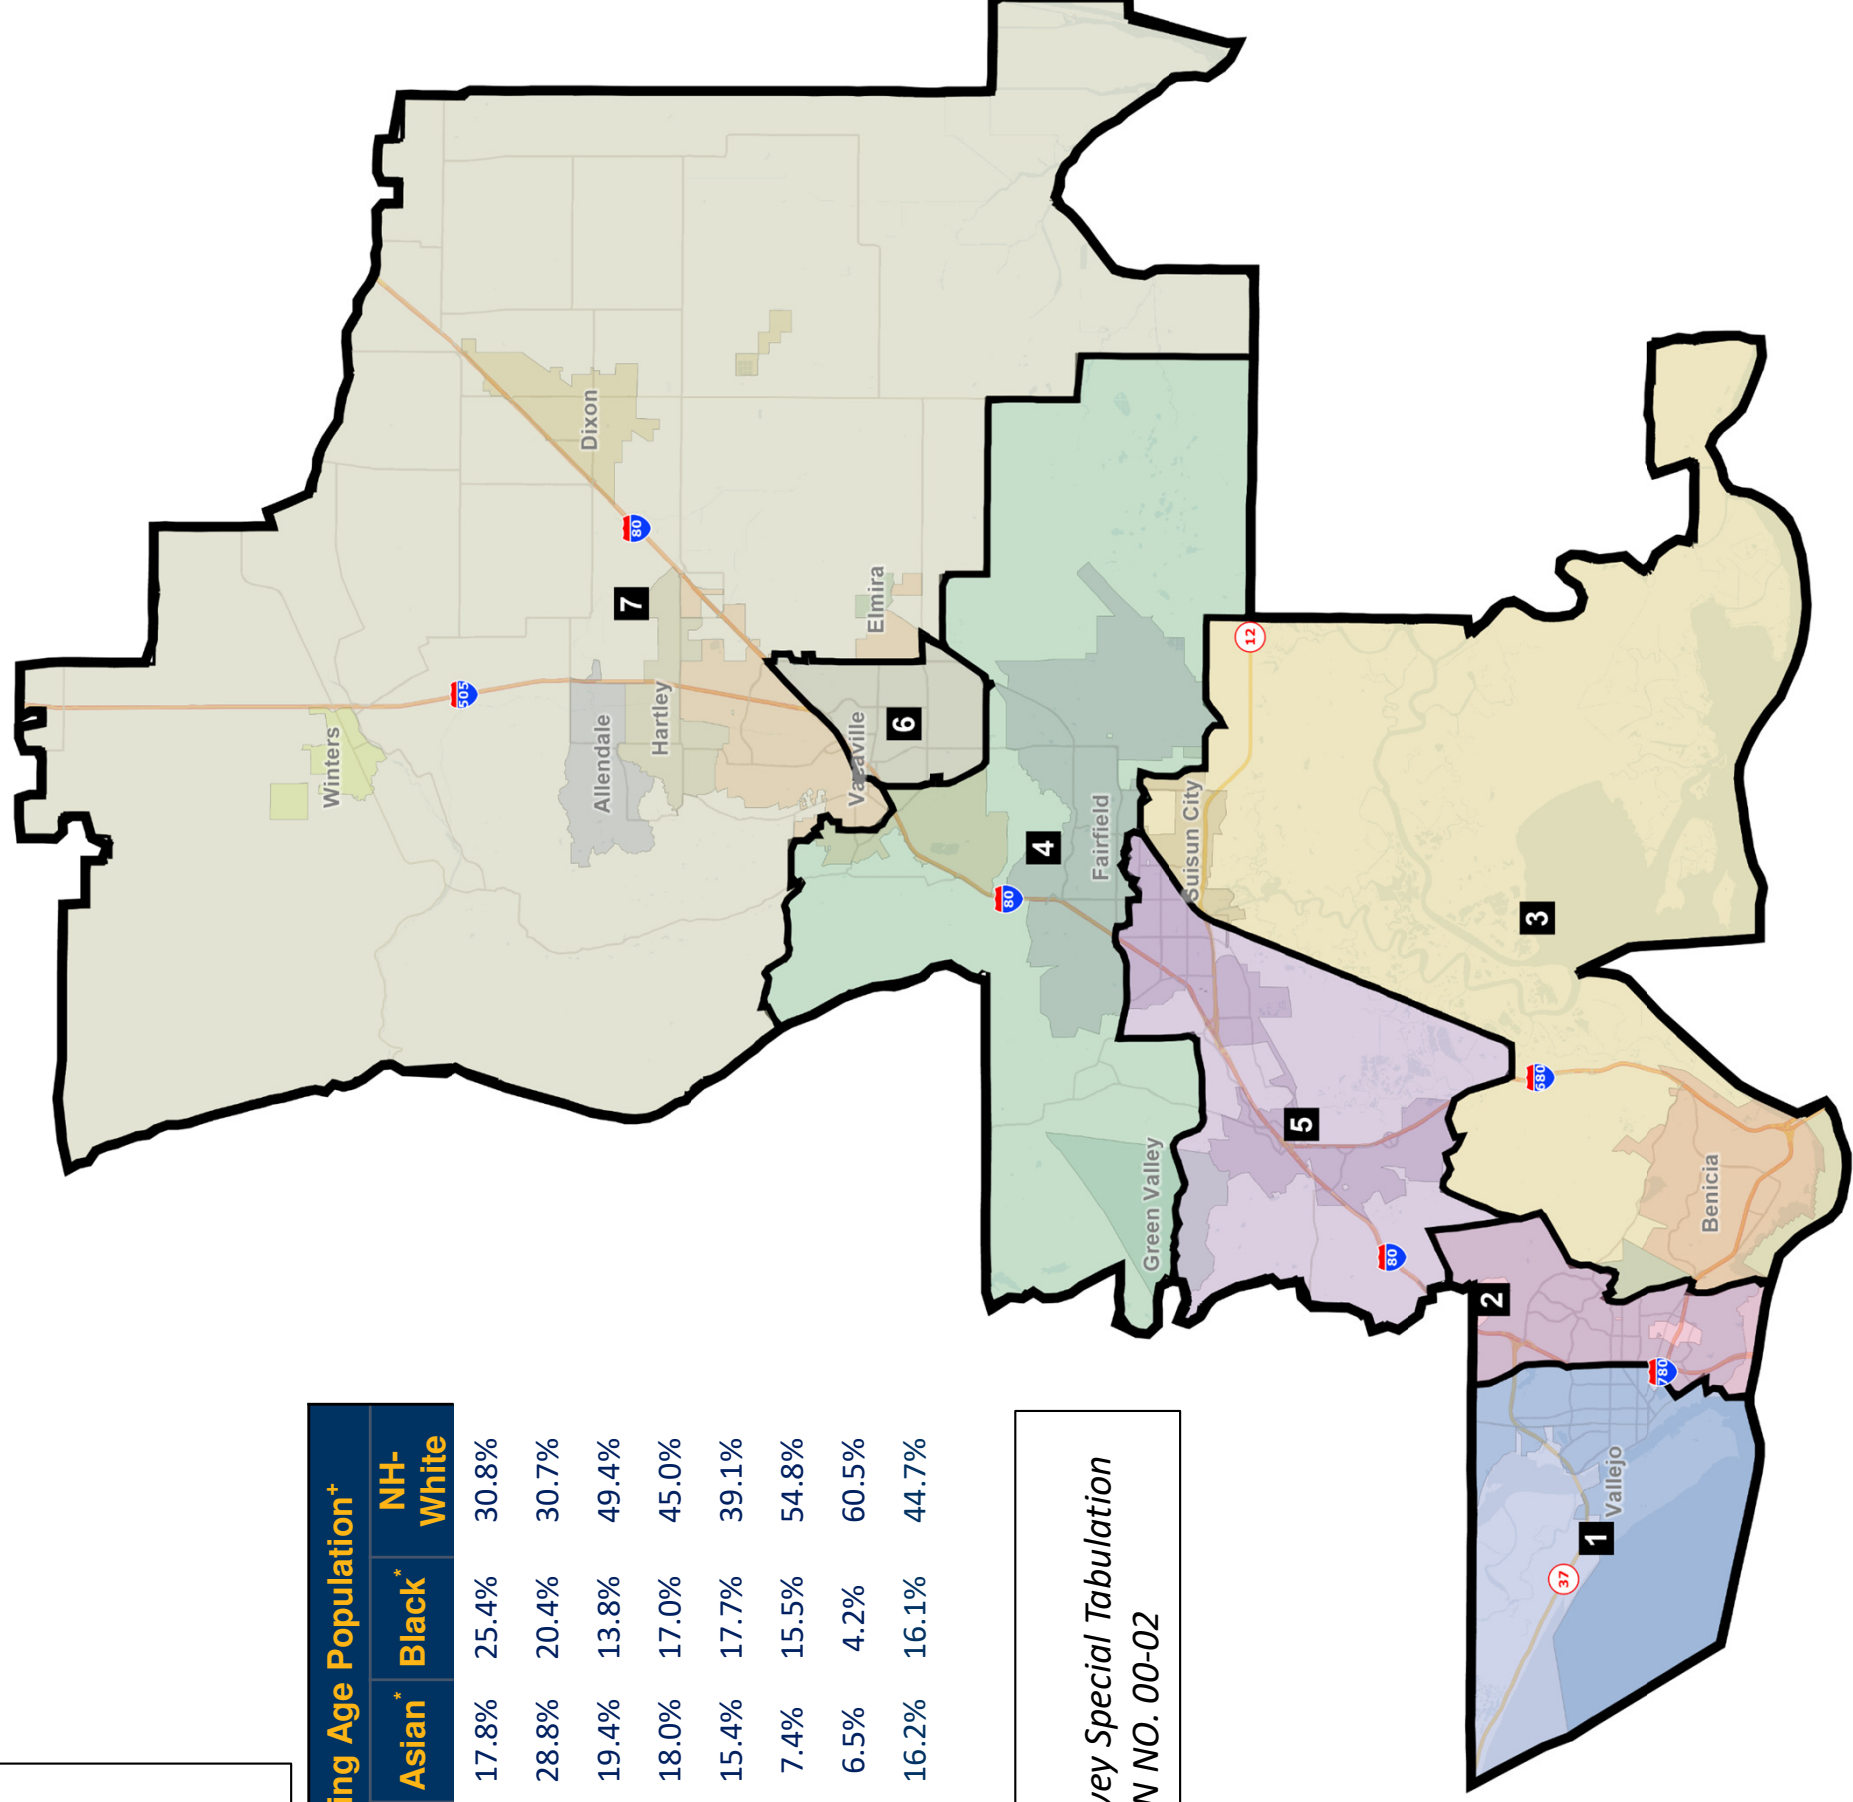 ing Age Population+
Asian* Black* NH-White
17.8% 25.4% 30.8%
28.8% 20.4% 30.7%
19.4% 13.8% 49.4%
18.0% 17.0% 45.0%
15.4% 17.7% 39.1%
7.4% 15.5% 54.8%
6.5% 4.2% 60.5%
16.2% 16.1% 44.7%
vey Special Tabulation
N NO. 00-02
Winters
505
Allendale
Hartley
7
Dixon
80
Vacaville
6
Elmira
80
4
Fairfield
Green Valley
Suisun City
12
5
80
3
680
2
Benicia
780
Vallejo
1
37